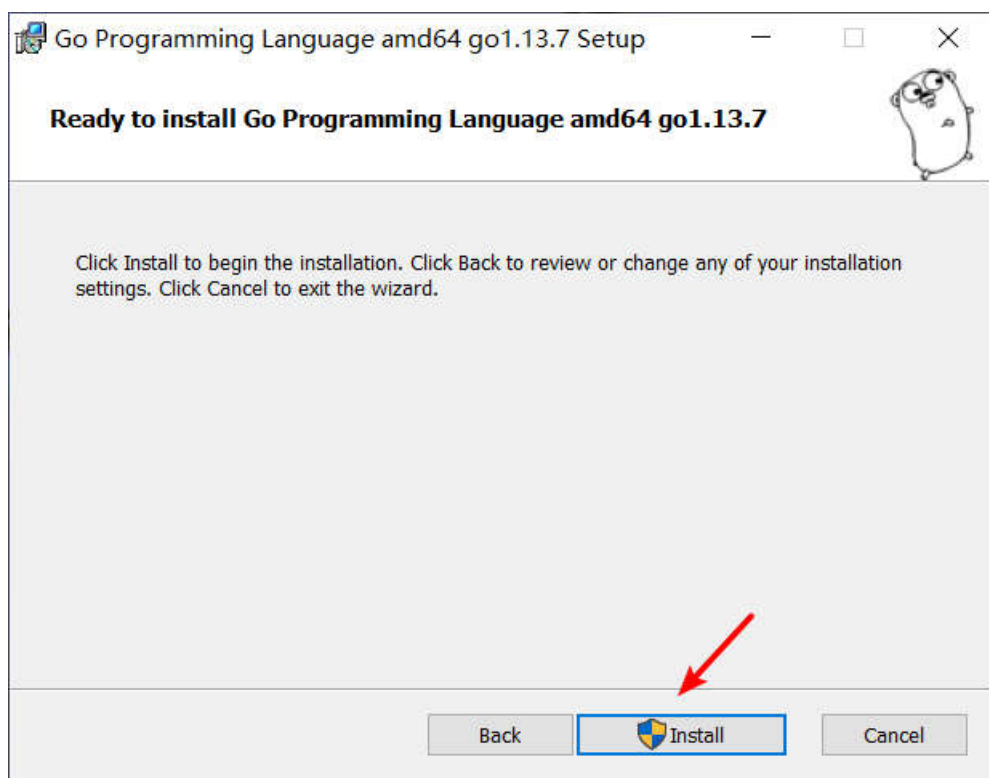 Go Programming Language amd64 go1.13.7 Setup
Ready to install Go Programming Language amd64 go1.13.7
Click Install to begin the installation. Click Back to review or change any of your installation
settings. Click Cancel to exit the wizard.
Back
Install
Cancel